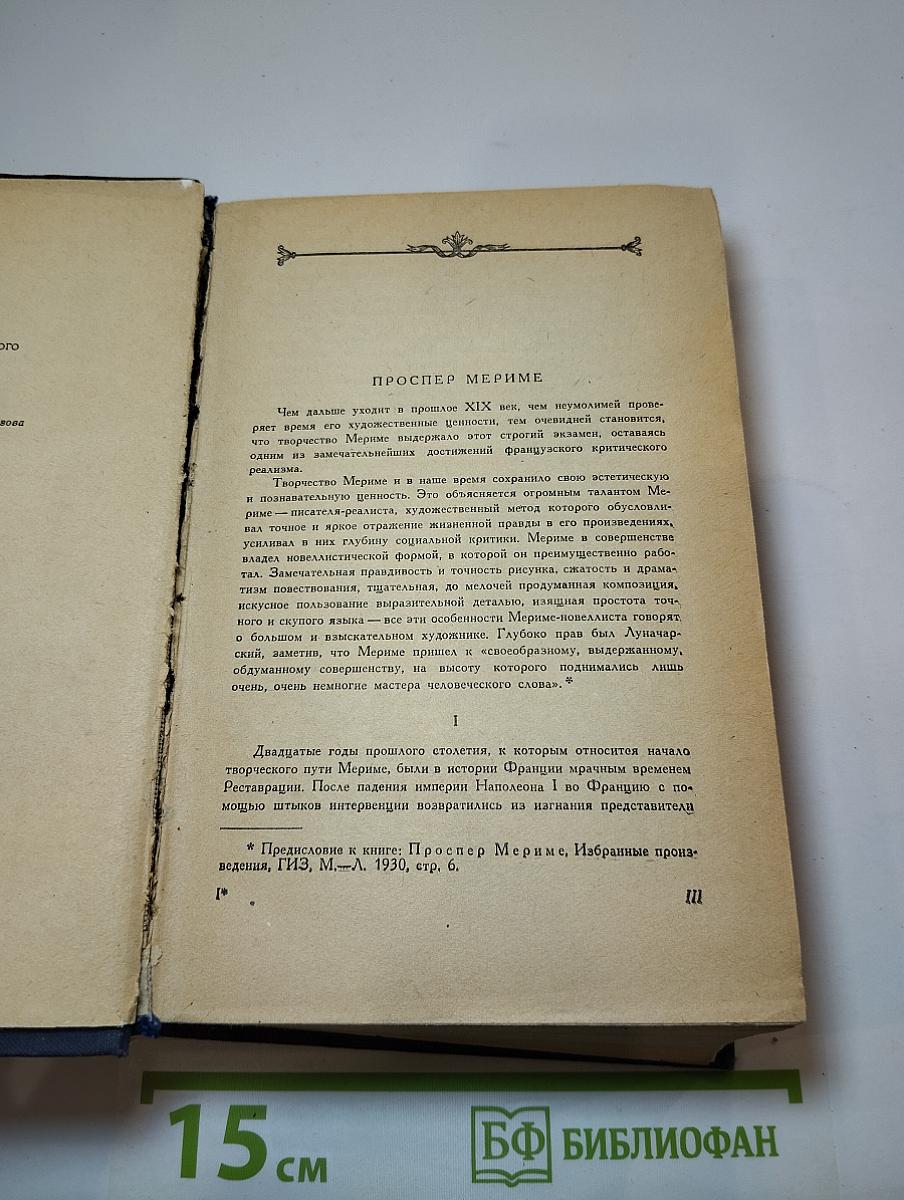 ого
зова
ПРОСПЕР МЕРИМЕ
Чем дальше уходит в прошлое XIX век, чем неумолимей прове-
ряет время его художественные ценности, тем очевидней становится,
что творчество Мериме выдержало этот строгий экзамен, оставаясь
одним из замечательнейших достижений французского критического
реализма.
Творчество Мериме и в наше время сохранило свою эстетическую
и познавательную ценность. Это объясняется огромным талантом Ме-
риме — писателя-реалиста, художественный метод которого обусловли-
вал точное и яркое отражение жизненной правды в его произведениях,
усиливал в них глубину социальной критики. Мериме в совершенстве
владел новеллистической формой, в которой он преимущественно рабо-
тал. Замечательная правдивость и точность рисунка, сжатость и драма-
тизм повествования, тщательная, до мелочей продуманная композиция,
искусное пользование выразительной деталью, изящная простота точ-
ного и скупого языка — все эти особенности Мериме-новеллиста говорят
о большом и взыскательном художнике. Глубоко прав был Луначар-
ский, заметив, что Мериме пришел к «своеобразному, выдержанному,
обдуманному совершенству, на высоту которого поднимались лишь
очень, очень немногие мастера человеческого слова».*
I
Двадцатые годы прошлого столетия, к которым относится начало
творческого пути Мериме, были в истории Франции мрачным временем
Реставрации. После падения империи Наполеона I во Францию с по-
мощью штыков интервенции возвратились из изгнания представители
* Предисловие к книге: Проспер Мериме, Избранные произ-
ведения, ГИЗ, М.—Л. 1930, стр. 6.
I* III
15 см БФ БИБЛИОФАН